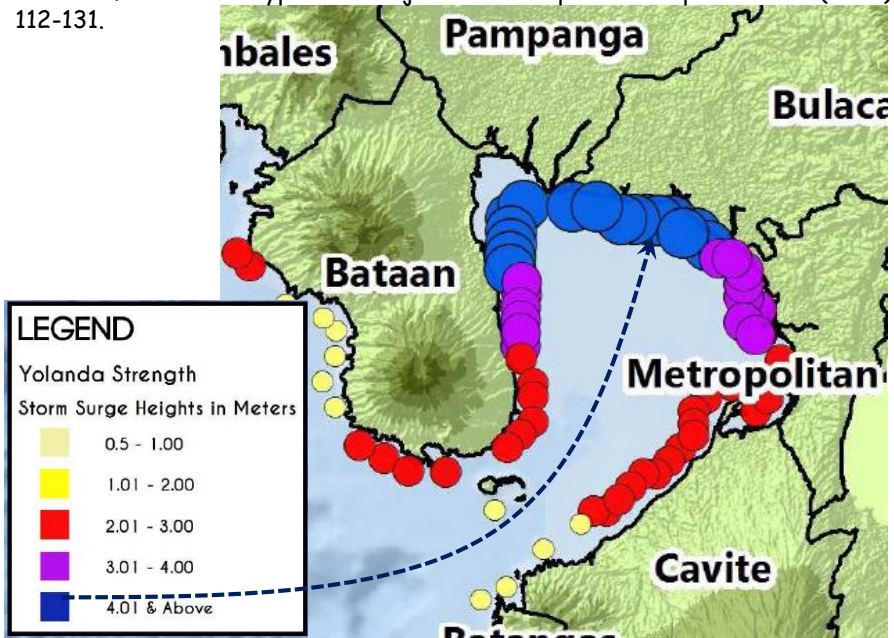 112-131.
Pampanga
Bulaca
Bataan
LEGEND
Yolanda Strength
Storm Surge Heights in Meters
0.5 - 1.00
1.01 - 2.00
2.01 - 3.00
3.01 - 4.00
4.01 & Above
Metropolitan
Cavite